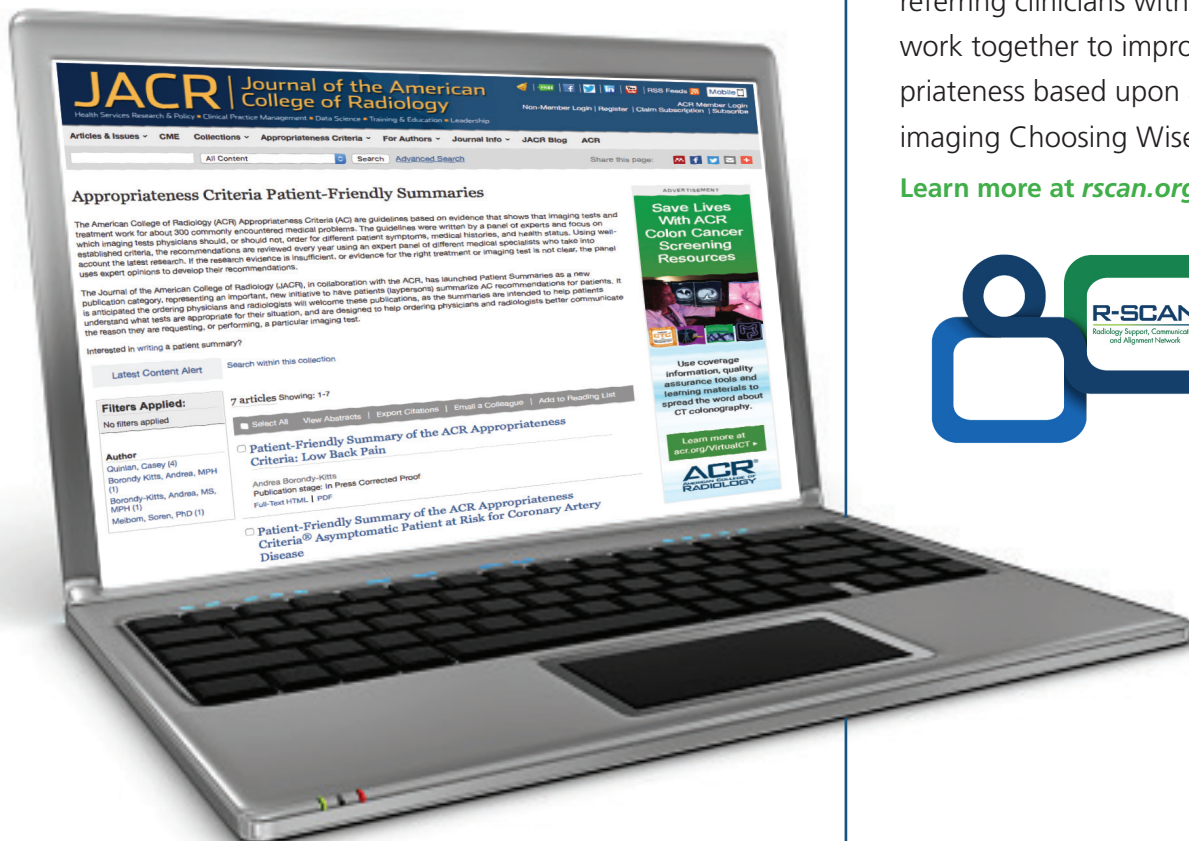 JACR
Journal of the American
College of Radiology
Health Services Research & Policy • Clinical Practice Management • Data Science • Training & Education • Leadership
RSS Feeds Mobile
ACR Member Login
Non-Member Login | Register | Claim Subscription | Subscribe
Articles & Issues CME Collections Appropriateness Criteria For Authors Journal Info JACR Blog ACR
All Content Search Advanced Search Share this page:
Appropriateness Criteria Patient-Friendly Summaries
The American College of Radiology (ACR) Appropriateness Criteria (AC) are guidelines based on evidence that shows that imaging tests and
treatment work for about 300 commonly encountered medical problems. The guidelines were written by a panel of experts and focus on
which imaging tests physicians should, or should not, order for different patient symptoms, medical histories, and health status. Using well-
established criteria, the recommendations are reviewed every year using an expert panel of different medical specialists who take into
account the latest research. If the research evidence is insufficient, or evidence for the right treatment or imaging test is not clear, the panel
uses expert opinions to develop their recommendations.
The Journal of the American College of Radiology (JACR), in collaboration with the ACR, has launched Patient Summaries as a new
publication category, representing an important, new initiative to have patients (laypersons) summarize AC recommendations for patients. It
is anticipated the ordering physicians and radiologists will welcome these publications, as the summaries are intended to help patients
understand what tests are appropriate for their situation, and are designed to help ordering physicians and radiologists better communicate
the reason they are requesting, or performing, a particular imaging test.
Interested in writing a patient summary?
Latest Content Alert
Search within this collection
Filters Applied:
No filters applied
Author
Quinlan, Casey (4)
Borondy Kitts, Andrea, MPH
(1)
Borondy-Kitts, Andrea, MS,
MPH (1)
Meibom, Soren, PhD (1)
7 articles Showing: 1-7
Select All View Abstracts | Export Citations | Email a Colleague | Add to Reading List
Patient-Friendly Summary of the ACR Appropriateness
Criteria: Low Back Pain
Andrea Borondy-Kitts
Publication stage: In Press Corrected Proof
Full-Text HTML | PDF
Patient-Friendly Summary of the ACR Appropriateness
Criteria® Asymptomatic Patient at Risk for Coronary Artery
Disease
ADVERTISEMENT
Save Lives
With ACR
Colon Cancer
Screening
Resources
Use coverage
information, quality
assurance tools and
learning materials to
spread the word about
CT colonography.
Learn more at
acr.org/VirtualCT ▸
ACR®
AMERICAN COLLEGE OF
RADIOLOGY
referring clinicians with
work together to impro
priateness based upon
imaging Choosing Wise
Learn more at rscan.org
R-SCAN
Radiology Support, Communicat
and Alignment Network